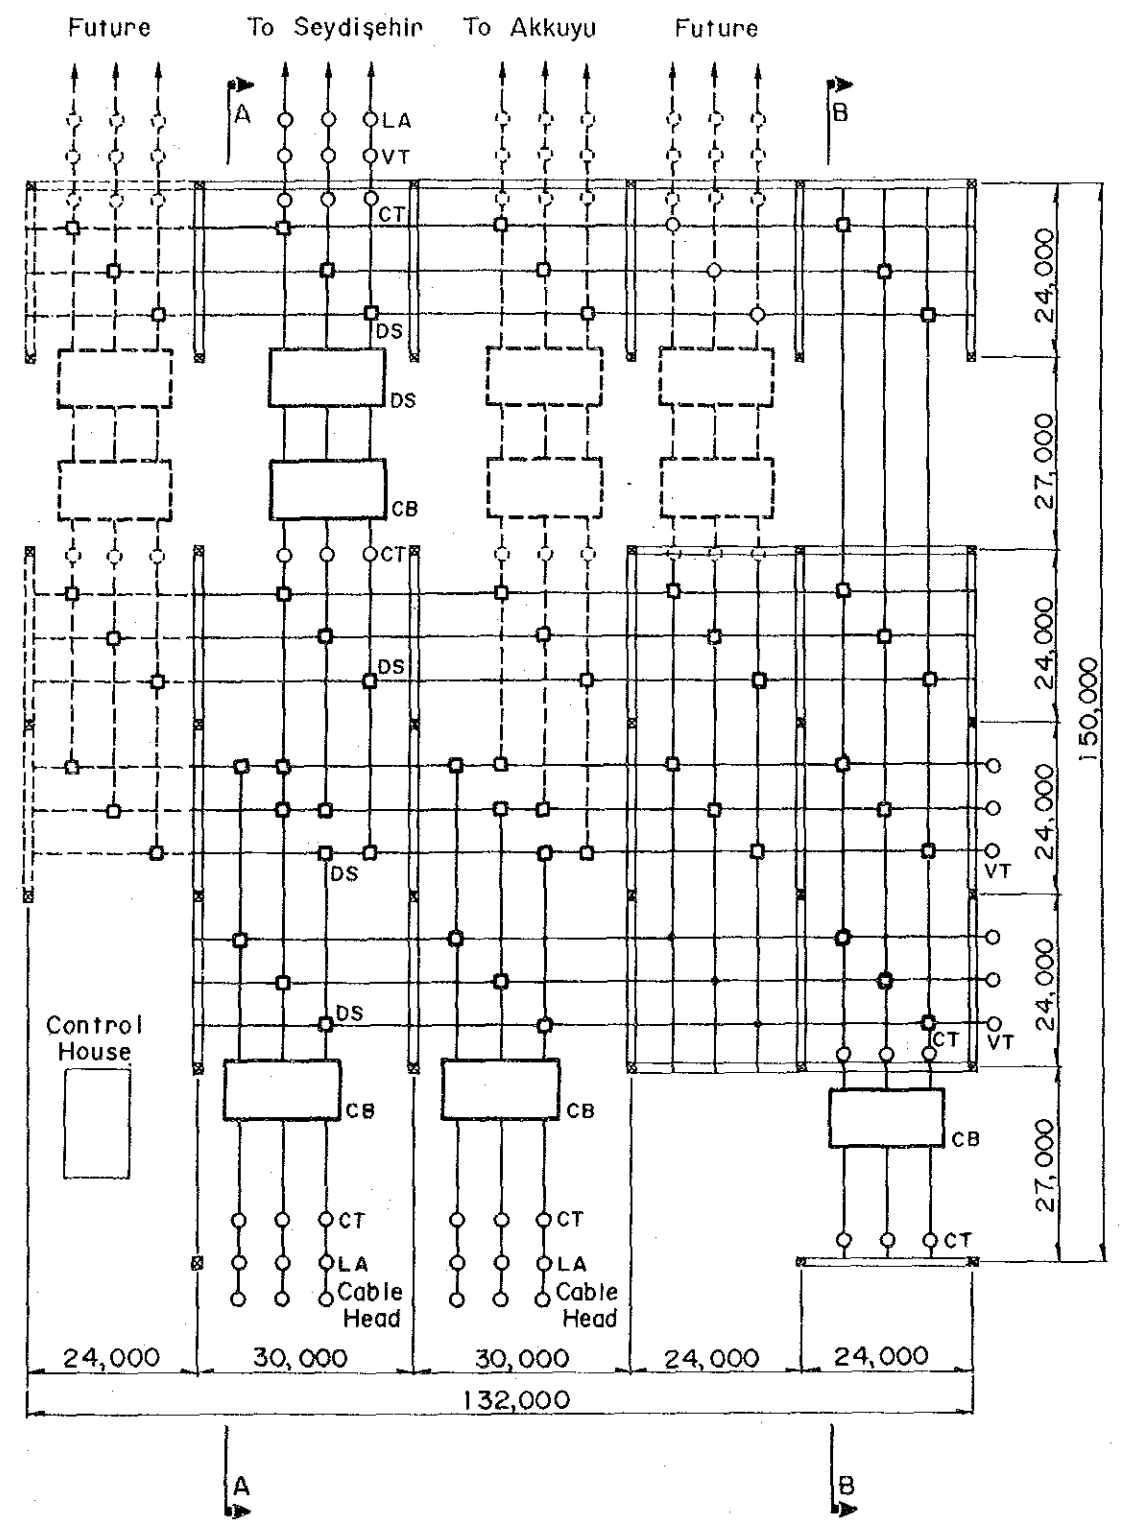 Future
To Seydişehir
To Akkuyu
Future
A
B
LA
VT
CT
DS
24,000
DS
27,000
CB
CT
24,000
DS
150,000
24,000
DS
VT
24,000
DS
Control
House
CT
VT
CB
CB
CB
27,000
CT
CT
CT
LA
LA
Cable
Head
Cable
Head
24,000
30,000
30,000
24,000
24,000
132,000
A
B